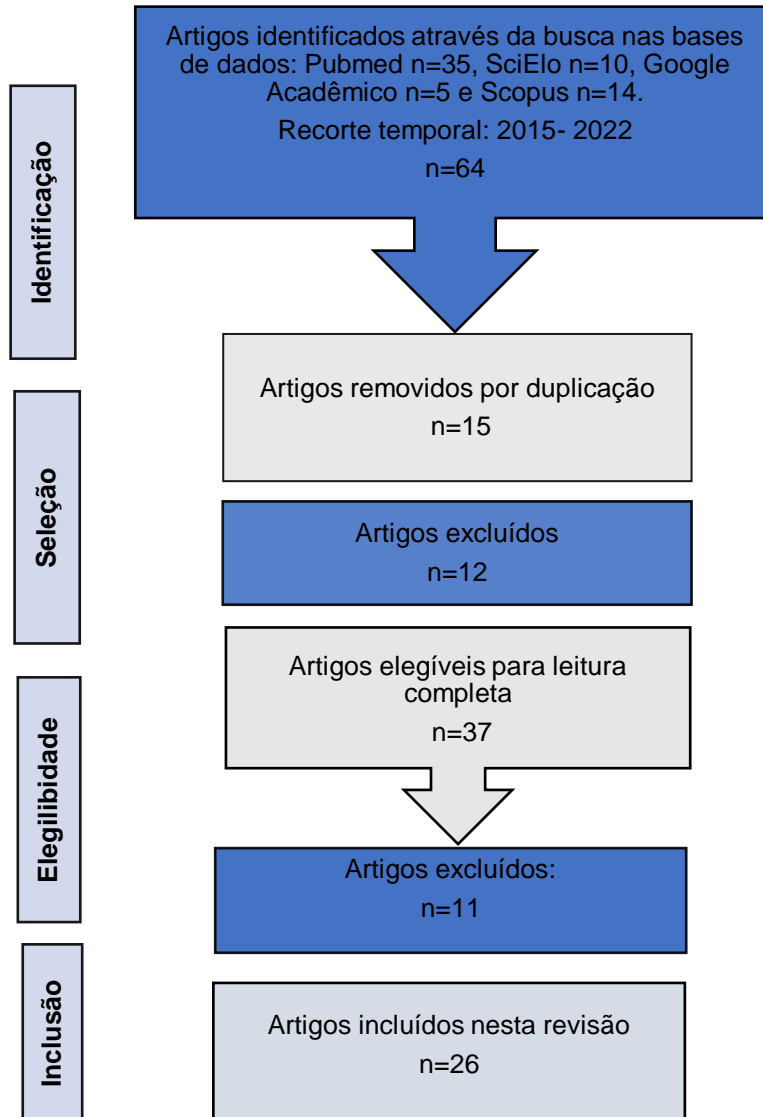 Identificação
Artigos identificados através da busca nas bases
de dados: Pubmed n=35, SciElo n=10, Google
Acadêmico n=5 e Scopus n=14.
Recorte temporal: 2015- 2022
n=64
Seleção
Artigos removidos por duplicação
n=15
Artigos excluídos
n=12
Elegilibidade
Artigos elegíveis para leitura
completa
n=37
Artigos excluídos:
n=11
Inclusão
Artigos incluídos nesta revisão
n=26